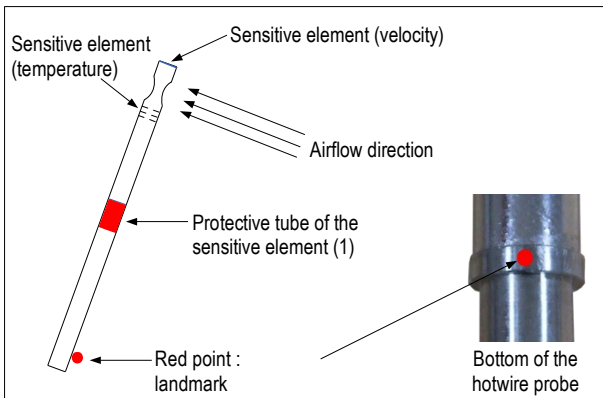 Sensitive element (velocity)
Sensitive element
(temperature)
Airflow direction
Protective tube of the
sensitive element (1)
Red point :
landmark
Bottom of the
hotwire probe